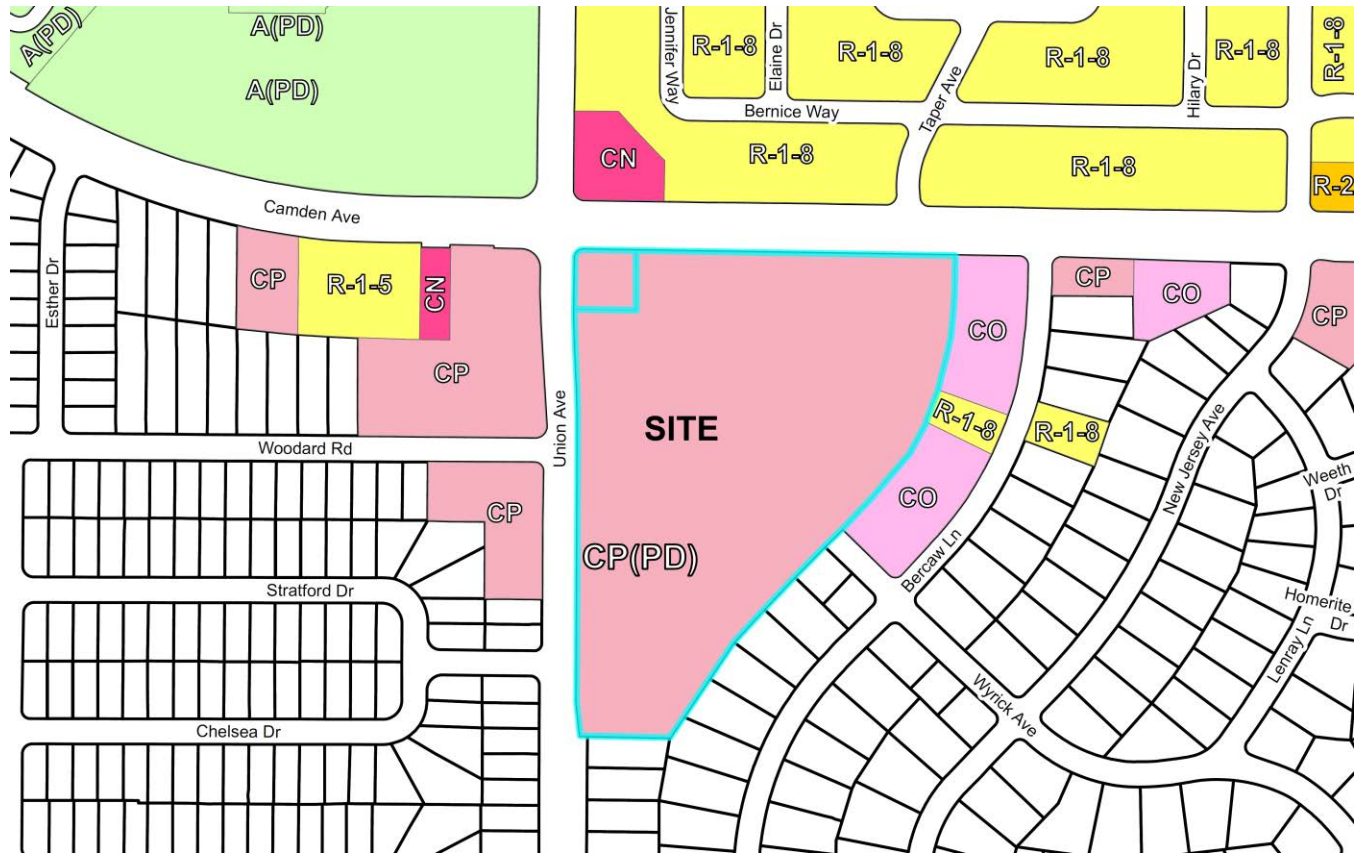 A(PD)
A(PD)
A(PD)
Jennifer Way
R-1-8
Elaine Dr
R-1-8
Taper Ave
R-1-8
Hilary Dr
R-1-8
R-1-8
Bernice Way
CN
R-1-8
R-1-8
R-2
Camden Ave
Esther Dr
CP
R-1-5
CN
CP
CO
CP
CO
CP
Union Ave
SITE
R-1-8
R-1-8
New Jersey Ave
Weeth
Dr
Woodard Rd
CP
CO
CP(PD)
Bercaw Ln
Stratford Dr
Homerite
Dr
Lenray Ln
Wyrick Ave
Chelsea Dr